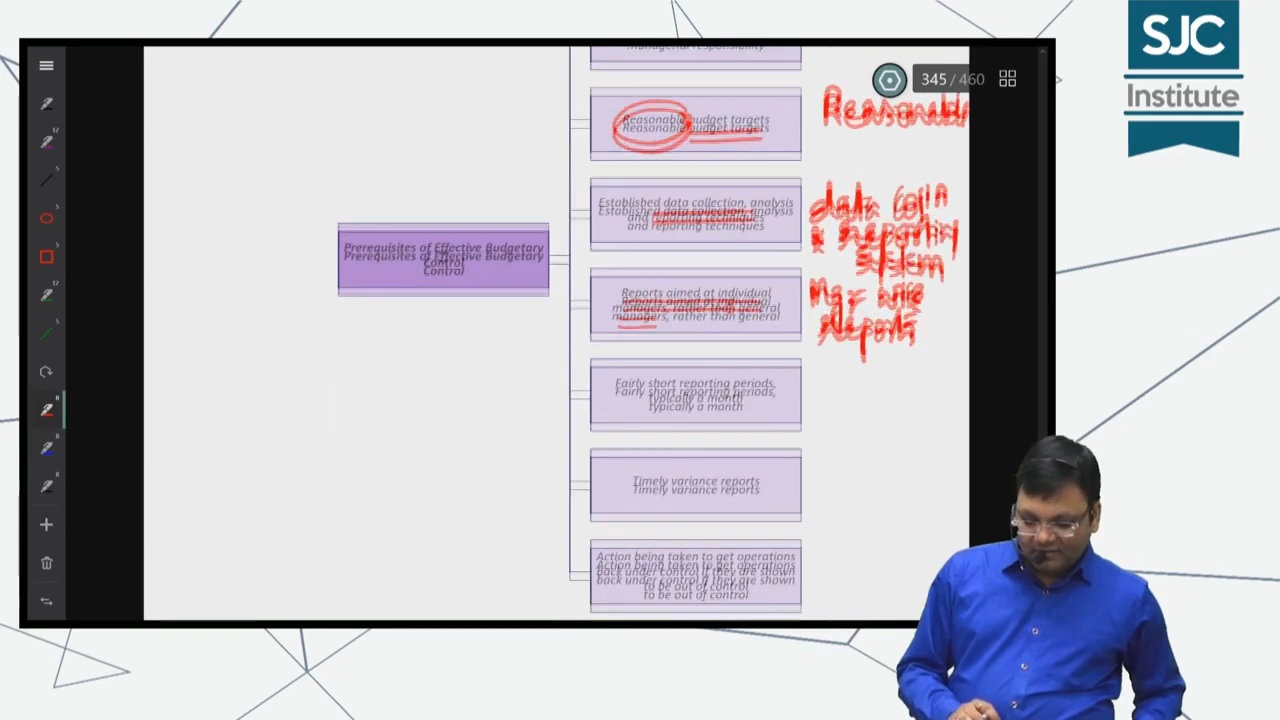 SJC
Institute
345 / 460
Managerial responsibility
Reasonable budget targets
Reasonable
Established data collection, analysis
and reporting techniques
data coll'n
& reporting
system
Prerequisites of Effective Budgetary
Control
Reports aimed at individual
managers, rather than general
Mgr wise
reports
Fairly short reporting periods,
typically a month
Timely variance reports
Action being taken to get operations
back under control if they are shown
to be out of control